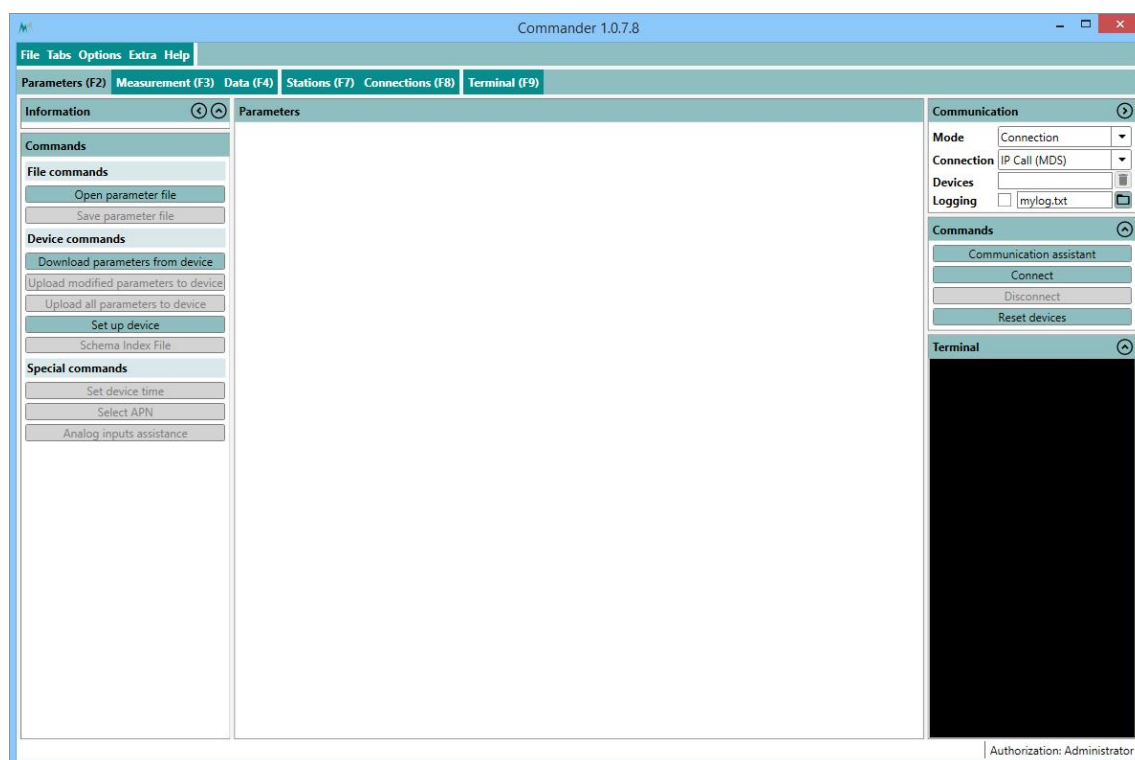 Commander 1.0.7.8
File Tabs Options Extra Help
Parameters (F2) Measurement (F3) Data (F4) Stations (F7) Connections (F8) Terminal (F9)
Information
Commands
File commands
Open parameter file
Save parameter file
Device commands
Download parameters from device
Upload modified parameters to device
Upload all parameters to device
Set up device
Schema Index File
Special commands
Set device time
Select APN
Analog inputs assistance
Parameters
Communication
Mode Connection
Connection IP Call (MDS)
Devices
Logging mylog.txt
Commands
Communication assistant
Connect
Disconnect
Reset devices
Terminal
Authorization: Administrator